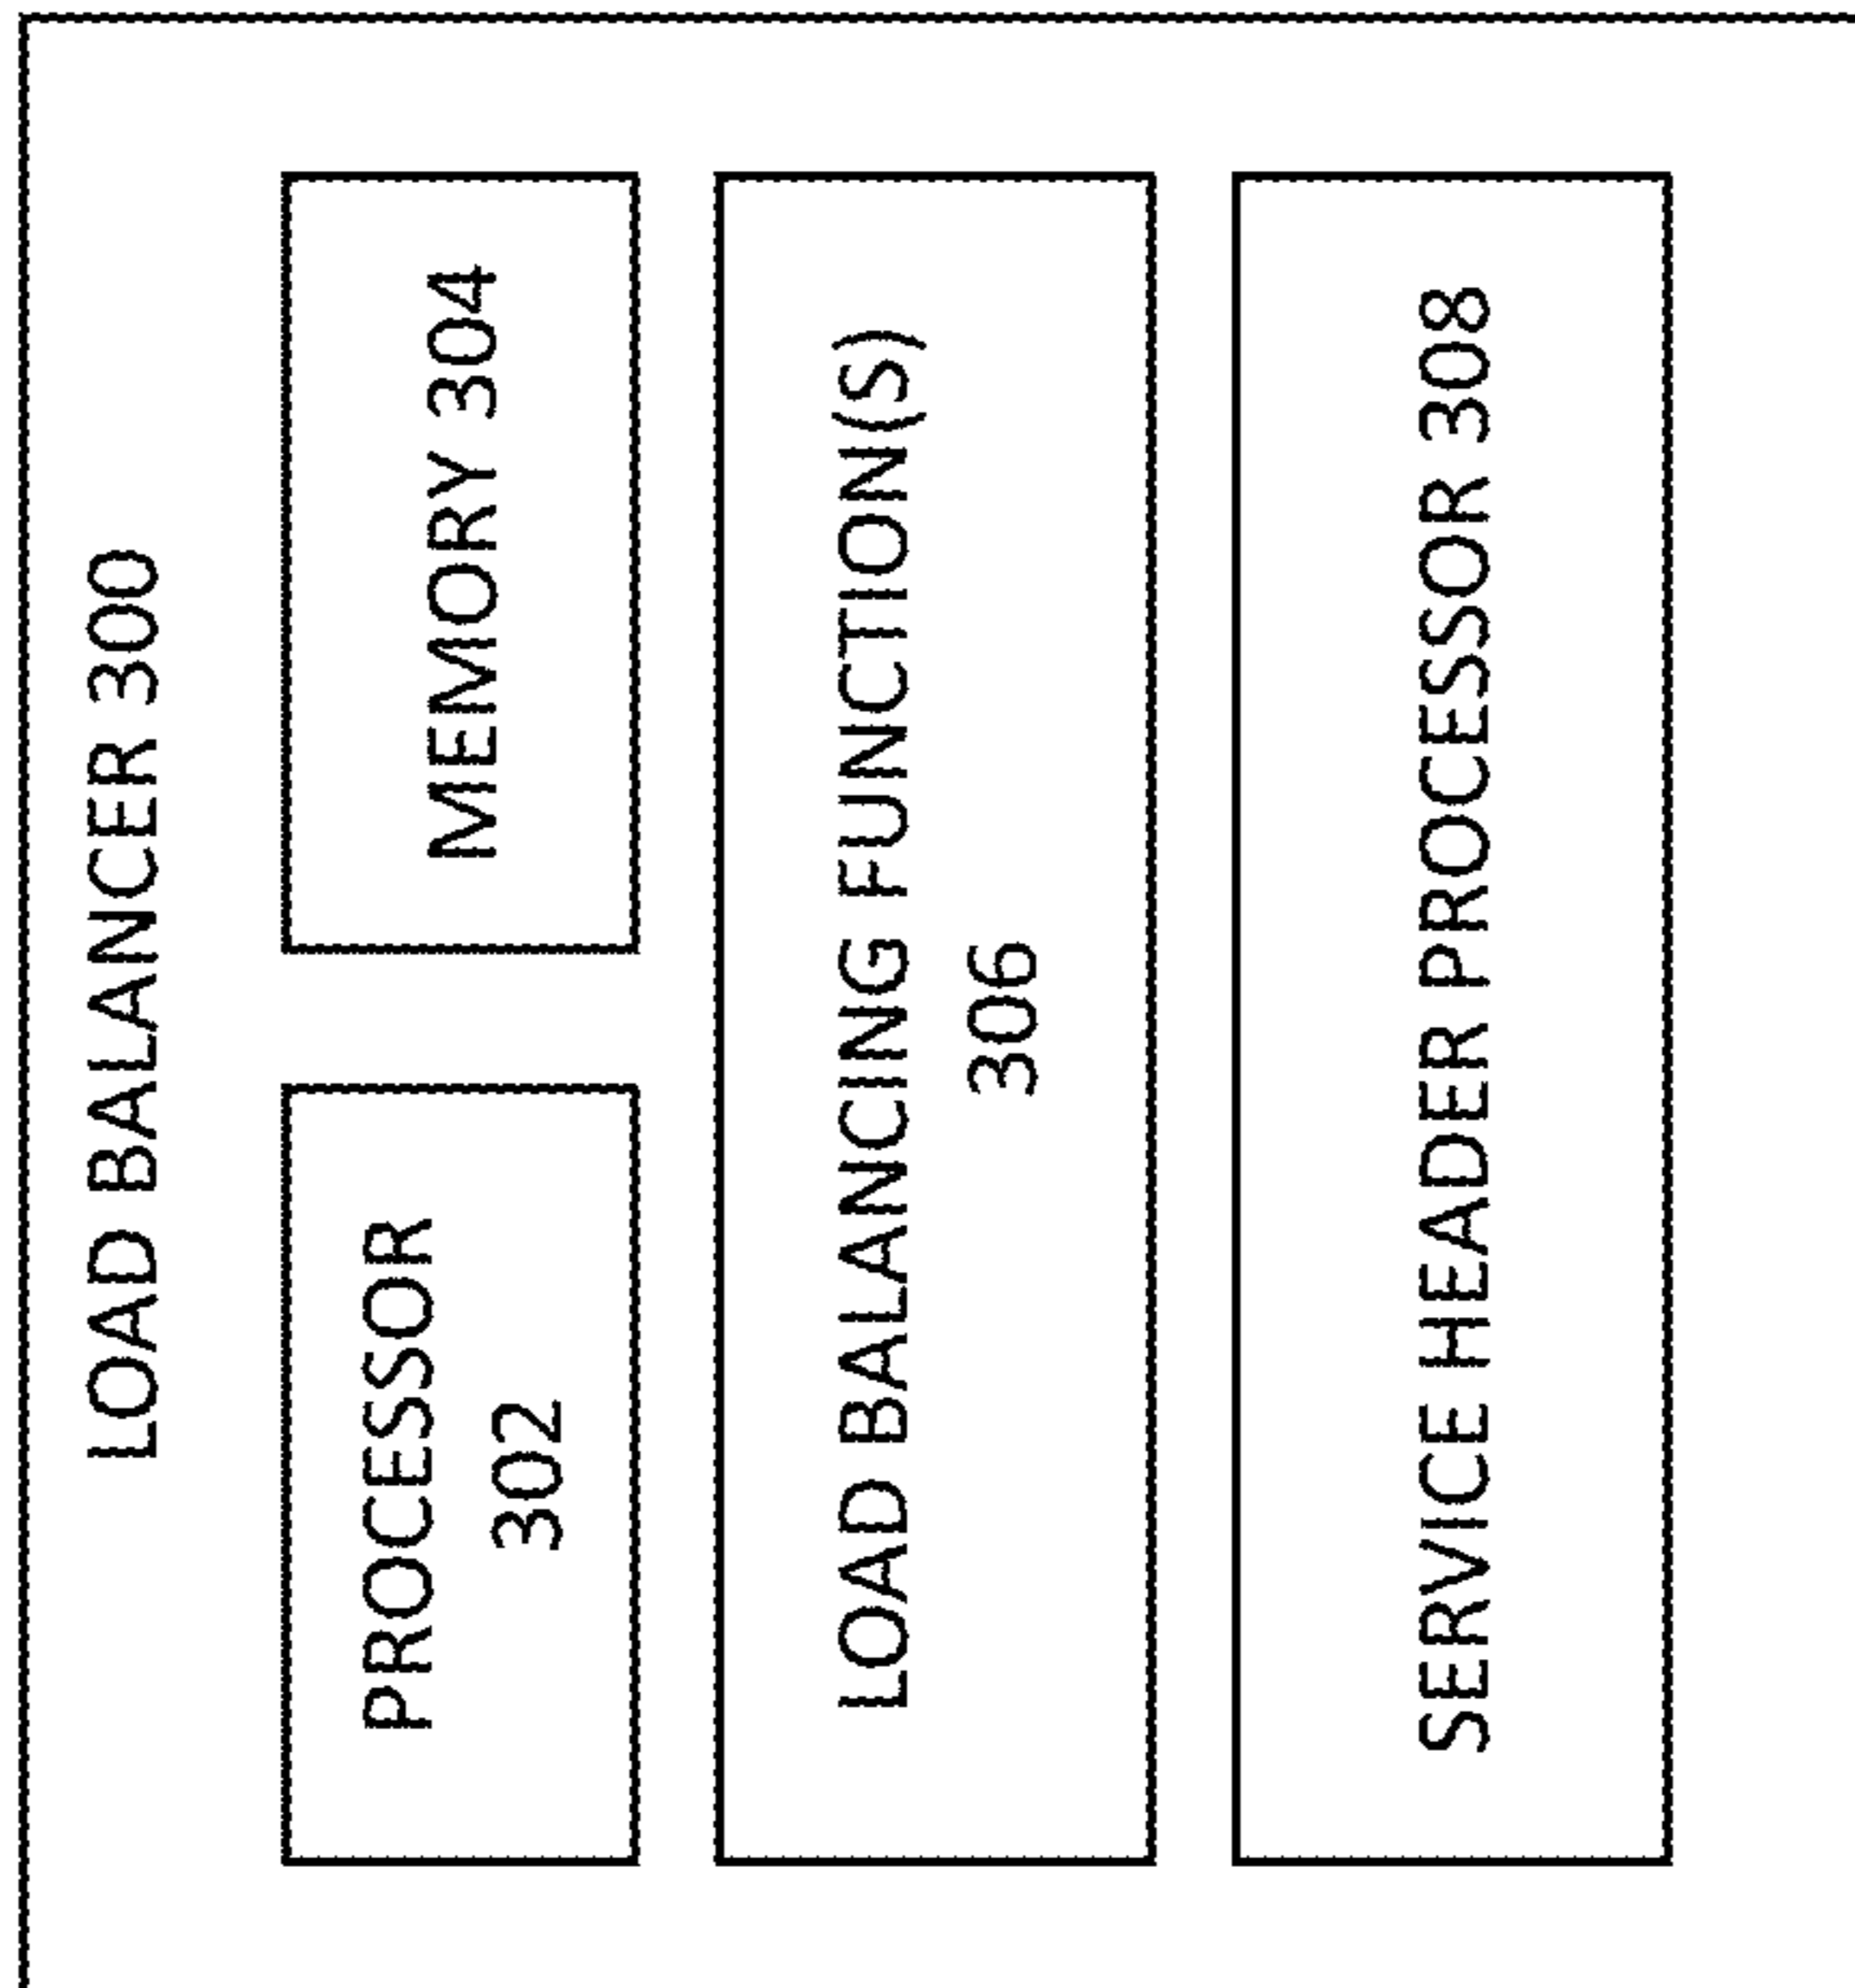 LOAD BALANCER 300
PROCESSOR
302
MEMORY 304
LOAD BALANCING FUNCTION(S)
306
SERVICE HEADER PROCESSOR 308